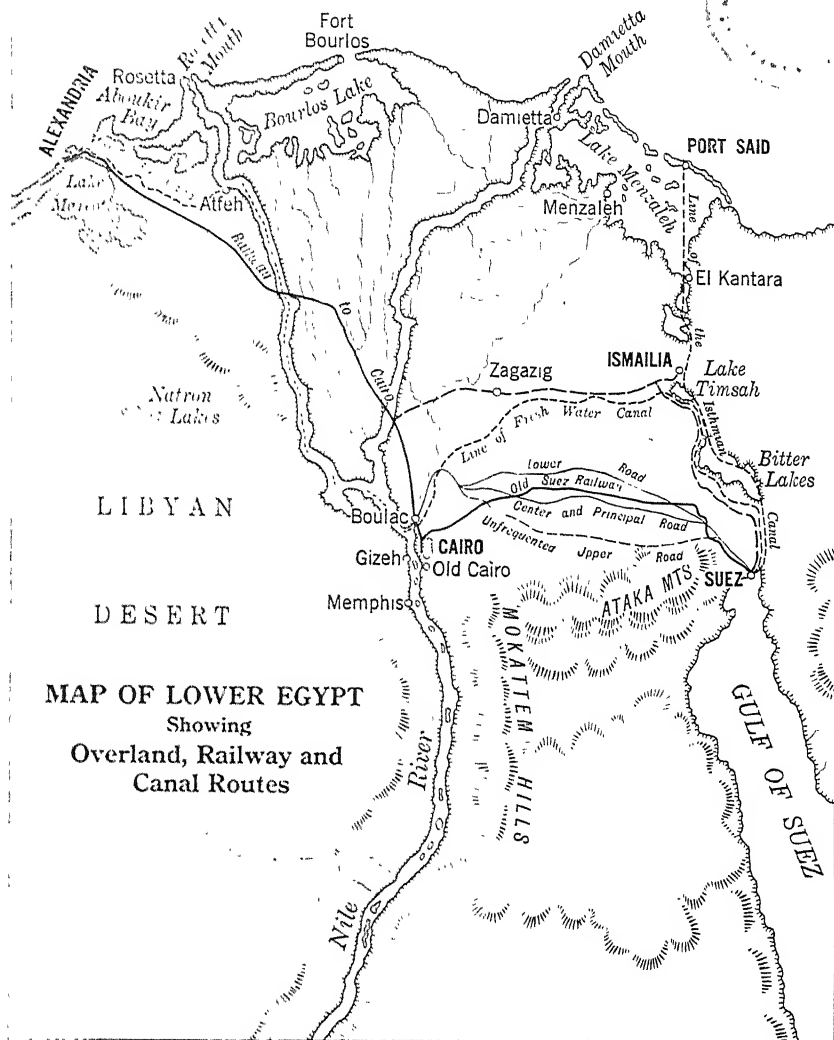 Fort
Bourlos
Damietta
Mouth
Mouth
Rosetta
Aboukir
Bay
ALEXANDRIA
Bourlos Lake
Damietta
PORT SAID
Lake Menzaleh
Lake
Atfeh
Menzaleh
Railway
to
Cairo
Line of the
Isthmian
Canal
El Kantara
ISMAILIA
Lake
Timsah
Zagazig
Natron
Lakes
Line of Fresh Water Canal
Bitter
Lakes
Lower Road
Old Suez Railway
Center and Principal Road
Unfrequented Upper Road
LIBYAN
DESERT
Boulac
CAIRO
Gizeh
Old Cairo
SUEZ
Memphis
ATAKA MTS
MOKATTEM HILLS
MAP OF LOWER EGYPT
Showing
Overland, Railway and
Canal Routes
GULF OF SUEZ
Nile River